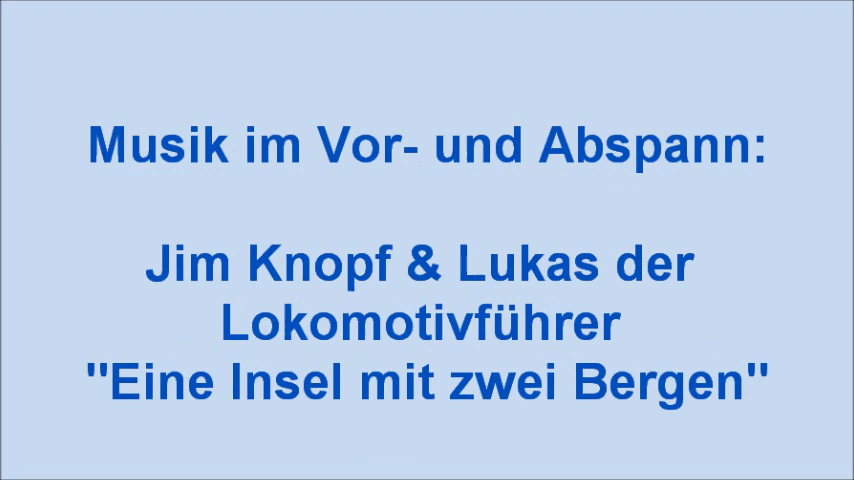 Musik im Vor- und Abspann:
Jim Knopf & Lukas der
Lokomotivführer
"Eine Insel mit zwei Bergen"